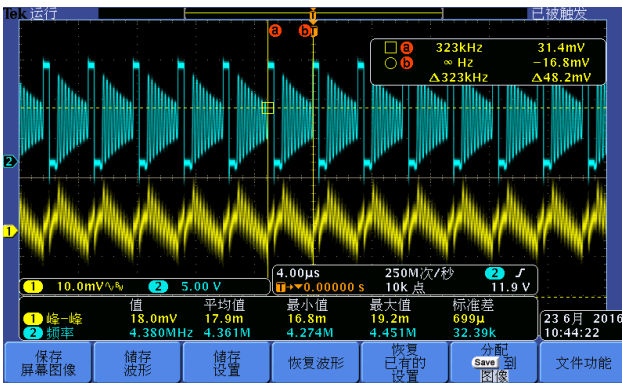 Tek 运行 已被触发
a b T
a 323kHz 31.4mV
b ∞ Hz −16.8mV
Δ323kHz Δ48.2mV
2
1
1 10.0mV∿ 2 5.00 V
4.00µs 250M次/秒 2
T→▼0.00000 s 10k 点 11.9 V
值 平均值 最小值 最大值 标准差
1 峰−峰 18.0mV 17.9m 16.8m 19.2m 699µ
2 频率 4.380MHz 4.361M 4.274M 4.451M 32.39k
23 6月 2016
10:44:22
保存
屏幕图像
储存
波形
储存
设置
恢复波形
恢复
已有的
设置
分配
Save 到
图像
文件功能